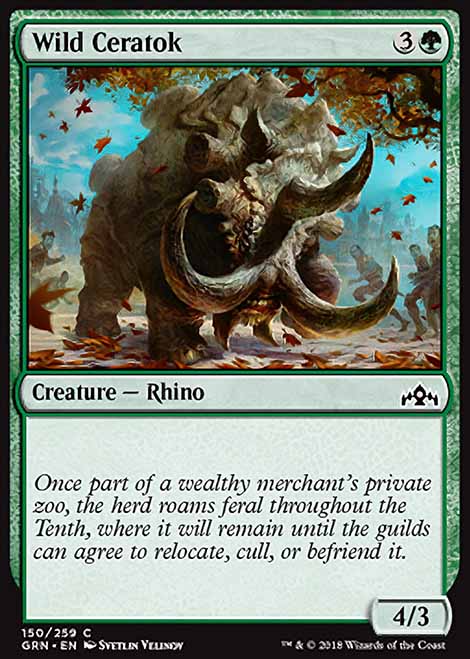 Wild Ceratok 3
Creature — Rhino
Once part of a wealthy merchant's private
zoo, the herd roams feral throughout the
Tenth, where it will remain until the guilds
can agree to relocate, cull, or befriend it.
4/3
150/259 C
GRN • EN Svetlin Velinov
™ & © 2018 Wizards of the Coast